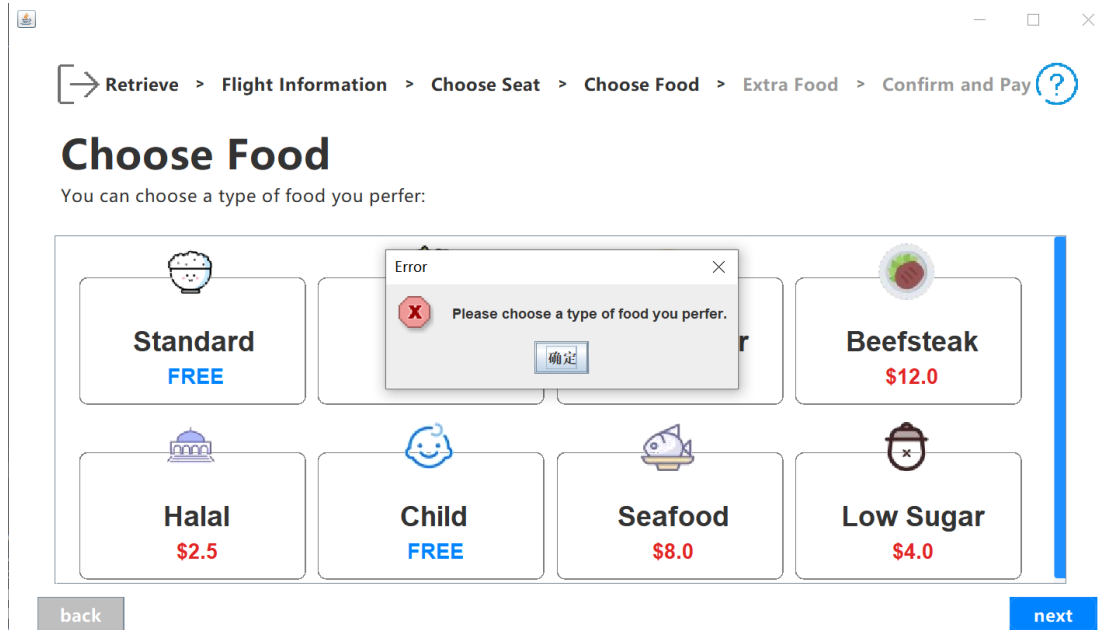 Retrieve > Flight Information > Choose Seat > Choose Food > Extra Food > Confirm and Pay ?
Choose Food
You can choose a type of food you perfer:
Error
Please choose a type of food you perfer.
确定
Standard
FREE
r
Beefsteak
$12.0
Halal
$2.5
Child
FREE
Seafood
$8.0
Low Sugar
$4.0
back
next